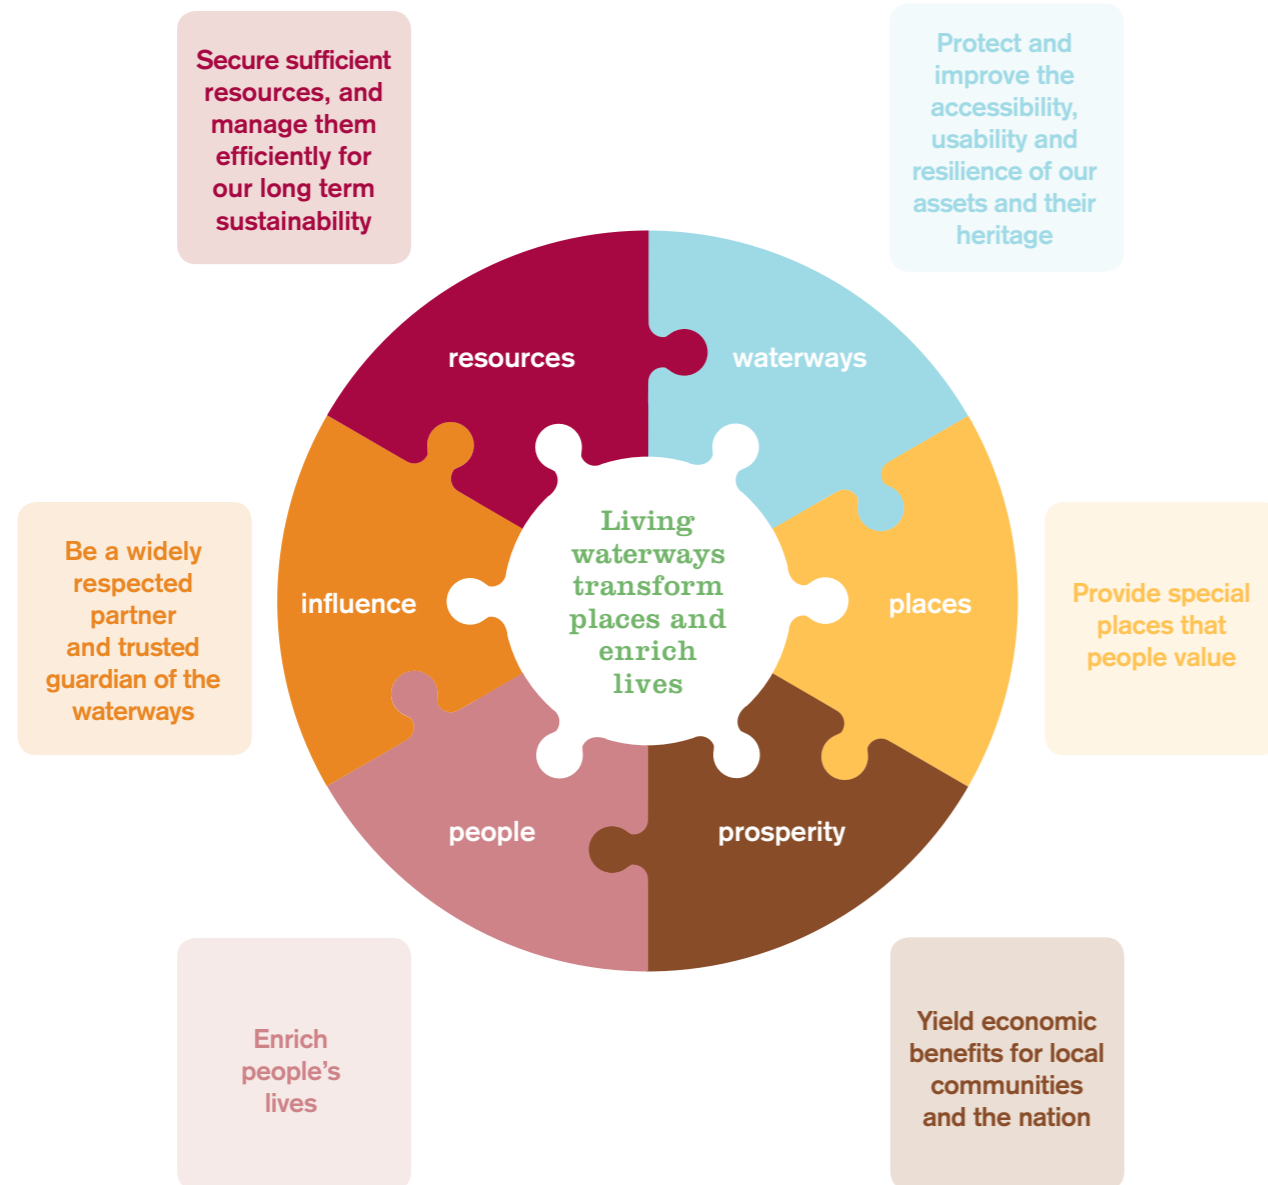 Secure sufficient
resources, and
manage them
efficiently for
our long term
sustainability
Protect and
improve the
accessibility,
usability and
resilience of our
assets and their
heritage
resources
waterways
Be a widely
respected
partner
and trusted
guardian of the
waterways
influence
Living
waterways
transform
places and
enrich
lives
places
Provide special
places that
people value
people
prosperity
Enrich
people’s
lives
Yield economic
benefits for local
communities
and the nation